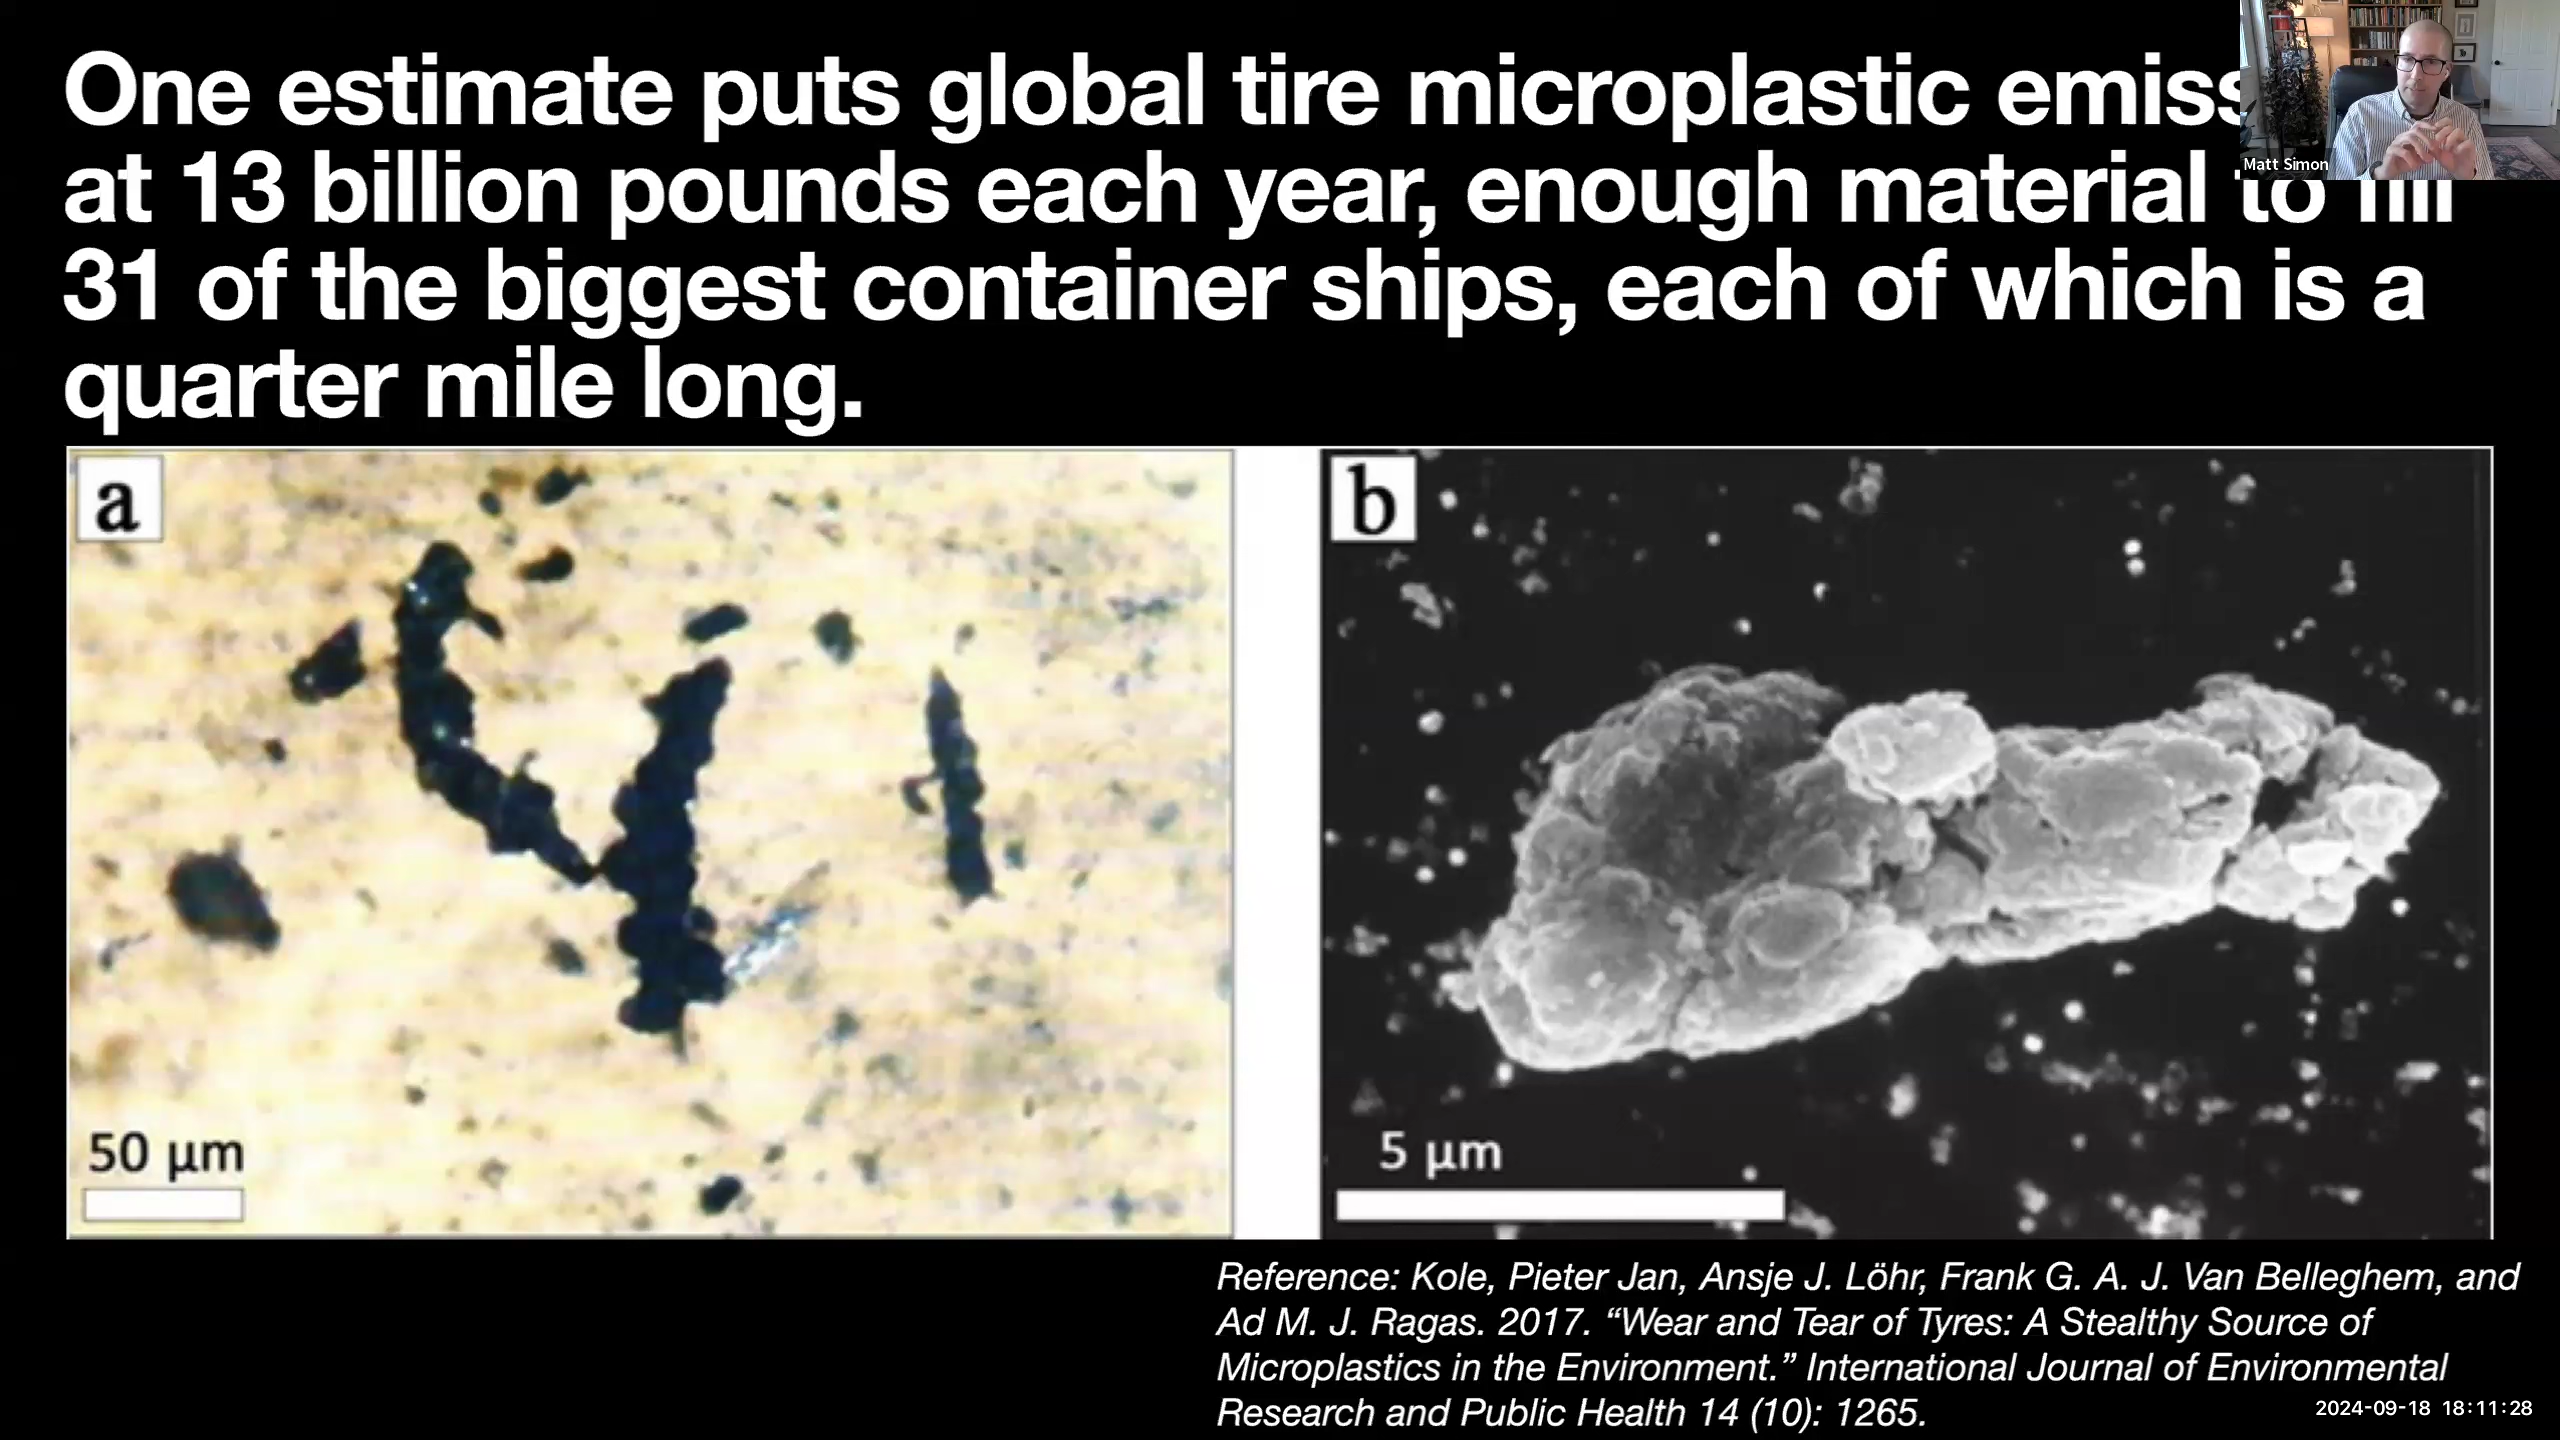 One estimate puts global tire microplastic
Matt Simon
at 13 billion pounds each year, enough material to fill
31 of the biggest container ships, each of which is a
quarter mile long.
a
b
50 µm
5 µm
Reference: Kole, Pieter Jan, Ansje J. Löhr, Frank G. A. J. Van Belleghem, and
Ad M. J. Ragas. 2017. “Wear and Tear of Tyres: A Stealthy Source of
Microplastics in the Environment.” International Journal of Environmental
Research and Public Health 14 (10): 1265.
2024-09-18 18:11:28